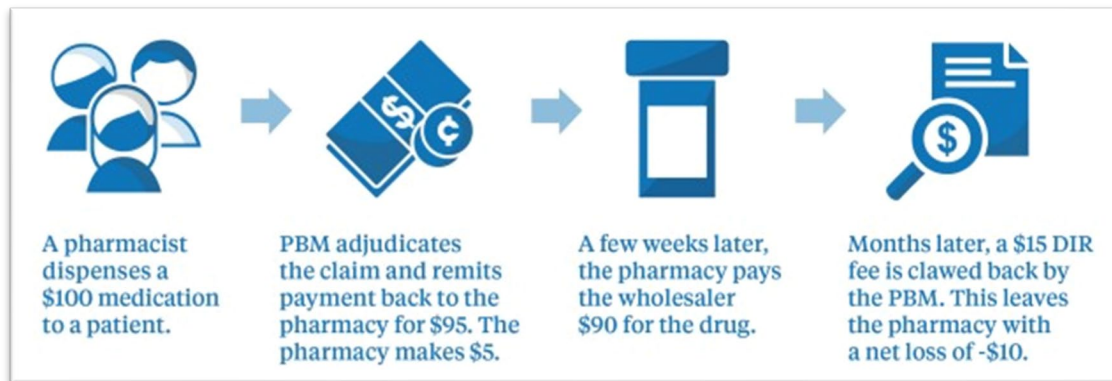 A pharmacist
dispenses a
$100 medication
to a patient.
PBM adjudicates
the claim and remits
payment back to the
pharmacy for $95. The
pharmacy makes $5.
A few weeks later,
the pharmacy pays
the wholesaler
$90 for the drug.
Months later, a $15 DIR
fee is clawed back by
the PBM. This leaves
the pharmacy with
a net loss of -$10.
$
¢
$